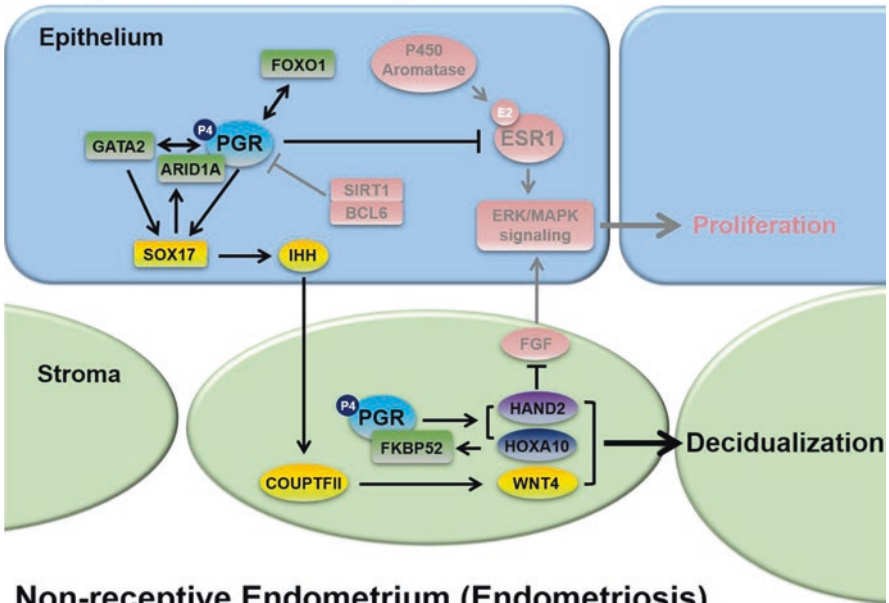 Epithelium
P450
Aromatase
FOXO1
E2
P4
PGR
ESR1
GATA2
ARID1A
SIRT1
BCL6
ERK/MAPK
signaling
Proliferation
SOX17
IHH
FGF
Stroma
P4
PGR
HAND2
FKBP52
HOXA10
Decidualization
COUPTFII
WNT4
Non-receptive Endometrium (Endometriosis)